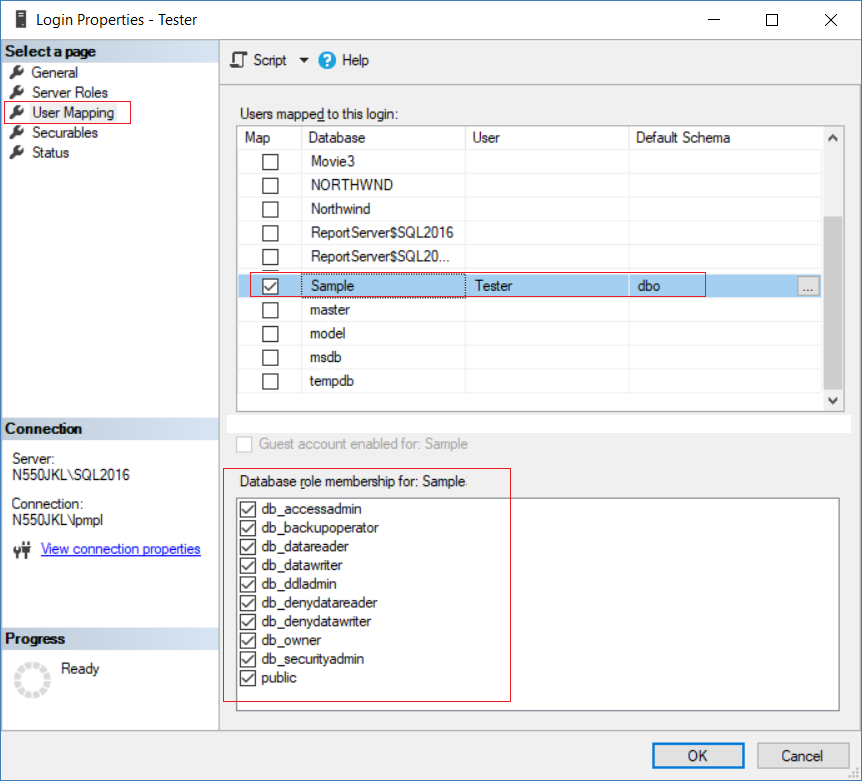 Login Properties - Tester
Select a page
General
Server Roles
User Mapping
Securables
Status
Script Help
Users mapped to this login:
Map Database User Default Schema
Movie3
NORTHWND
Northwind
ReportServer$SQL2016
ReportServer$SQL20...
Sample Tester dbo ...
master
model
msdb
tempdb
Guest account enabled for: Sample
Database role membership for: Sample
db_accessadmin
db_backupoperator
db_datareader
db_datawriter
db_ddladmin
db_denydatareader
db_denydatawriter
db_owner
db_securityadmin
public
Connection
Server:
N550JKL\SQL2016
Connection:
N550JKL\lpmpl
View connection properties
Progress
Ready
OK Cancel